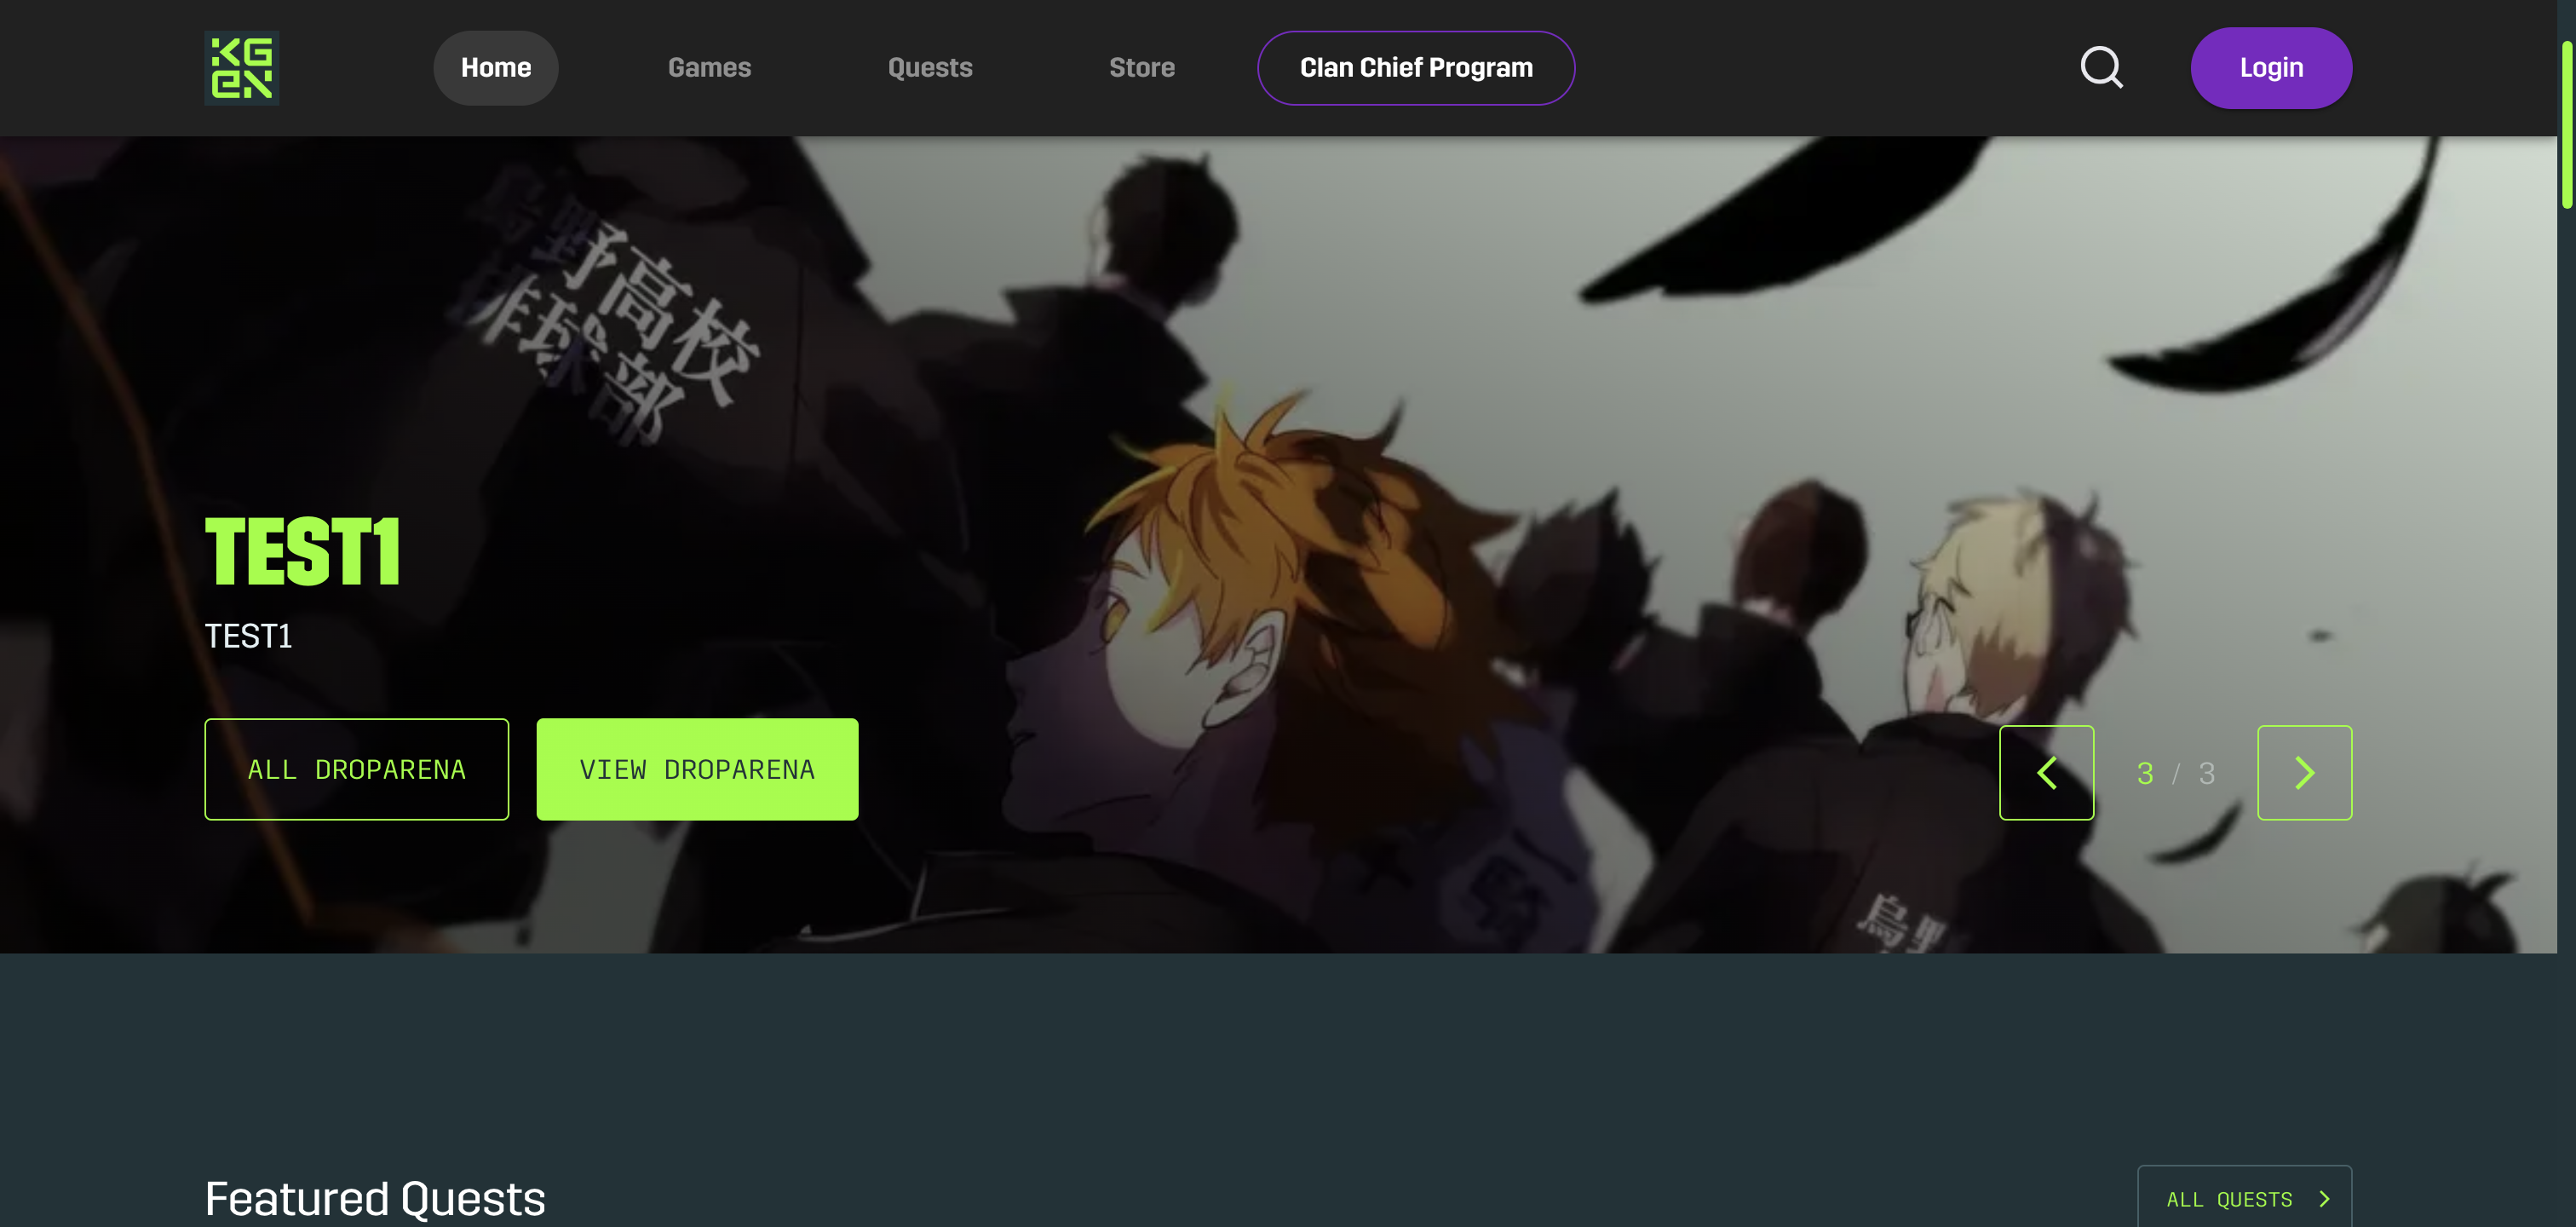 KGEN
Home
Games
Quests
Store
Clan Chief Program
Login
烏野高校
排球部
TEST1
TEST1
ALL DROPARENA
VIEW DROPARENA
3 / 3
烏野
Featured Quests
ALL QUESTS